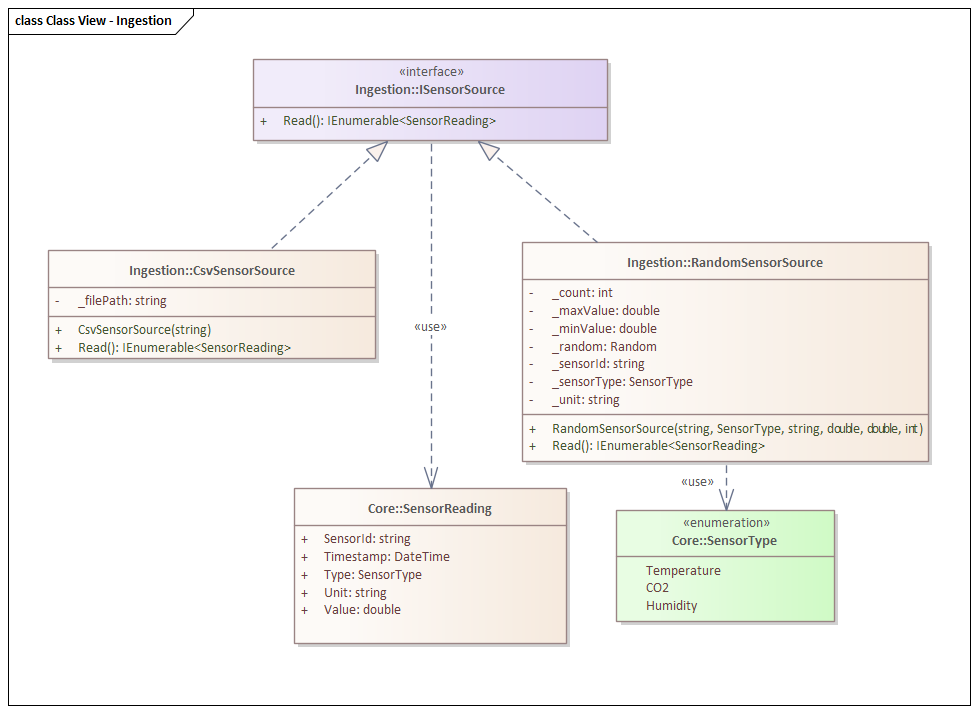 class Class View - Ingestion
«interface»
Ingestion::ISensorSource
+ Read(): IEnumerable<SensorReading>
Ingestion::CsvSensorSource
- _filePath: string
+ CsvSensorSource(string)
+ Read(): IEnumerable<SensorReading>
«use»
Ingestion::RandomSensorSource
- _count: int
- _maxValue: double
- _minValue: double
- _random: Random
- _sensorId: string
- _sensorType: SensorType
- _unit: string
+ RandomSensorSource(string, SensorType, string, double, double, int)
+ Read(): IEnumerable<SensorReading>
«use»
Core::SensorReading
+ SensorId: string
+ Timestamp: DateTime
+ Type: SensorType
+ Unit: string
+ Value: double
«enumeration»
Core::SensorType
Temperature
CO2
Humidity